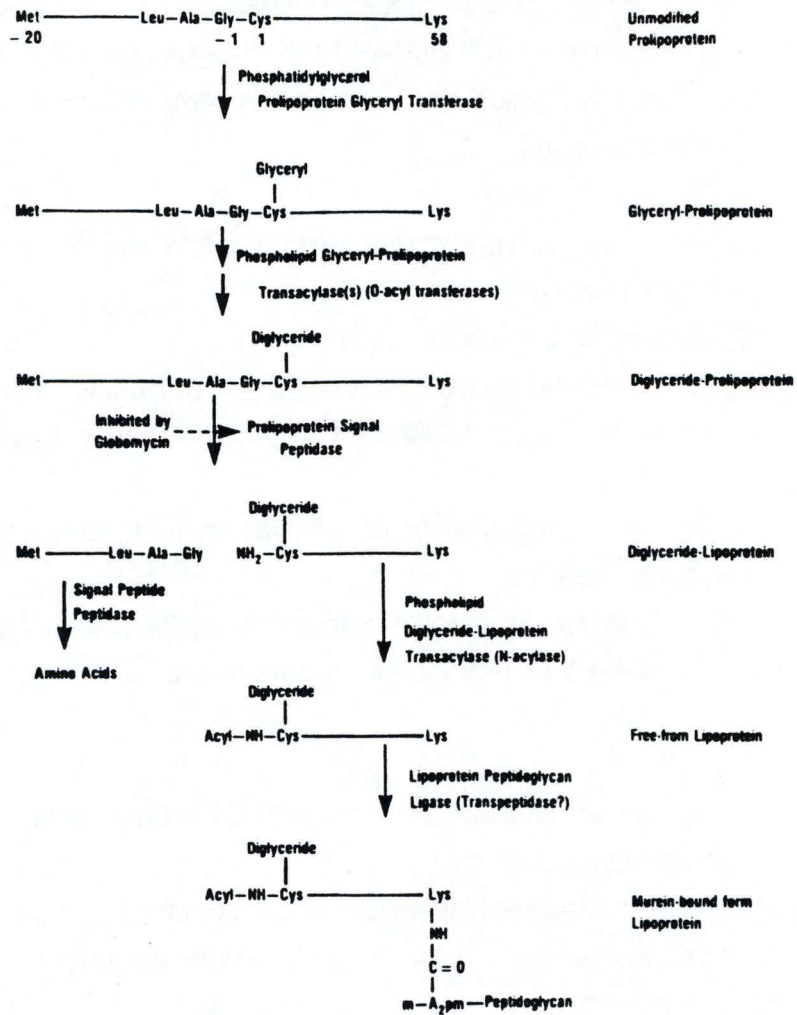 Met Leu-Ala-Gly-Cys Lys Unmodified
-20 -1 1 58 Prolipoprotein
Phosphatidylglycerol
Prolipoprotein Glyceryl Transferase
Glyceryl
Met Leu-Ala-Gly-Cys Lys Glyceryl-Prolipoprotein
Phospholipid Glyceryl-Prolipoprotein
Transacylase(s) (O-acyl transferases)
Diglyceride
Met Leu-Ala-Gly-Cys Lys Diglyceride-Prolipoprotein
Inhibited by
Globomycin
Prolipoprotein Signal
Peptidase
Diglyceride
Met Leu-Ala-Gly NH2-Cys Lys Diglyceride-Lipoprotein
Signal Peptide
Peptidase
Phospholipid
Diglyceride-Lipoprotein
Transacylase (N-acylase)
Amino Acids
Diglyceride
Acyl-NH-Cys Lys Free-from Lipoprotein
Lipoprotein Peptidoglycan
Ligase (Transpeptidase?)
Diglyceride
Acyl-NH-Cys Lys Murein-bound form
Lipoprotein
NH
C=O
m-A2pm-Peptidoglycan